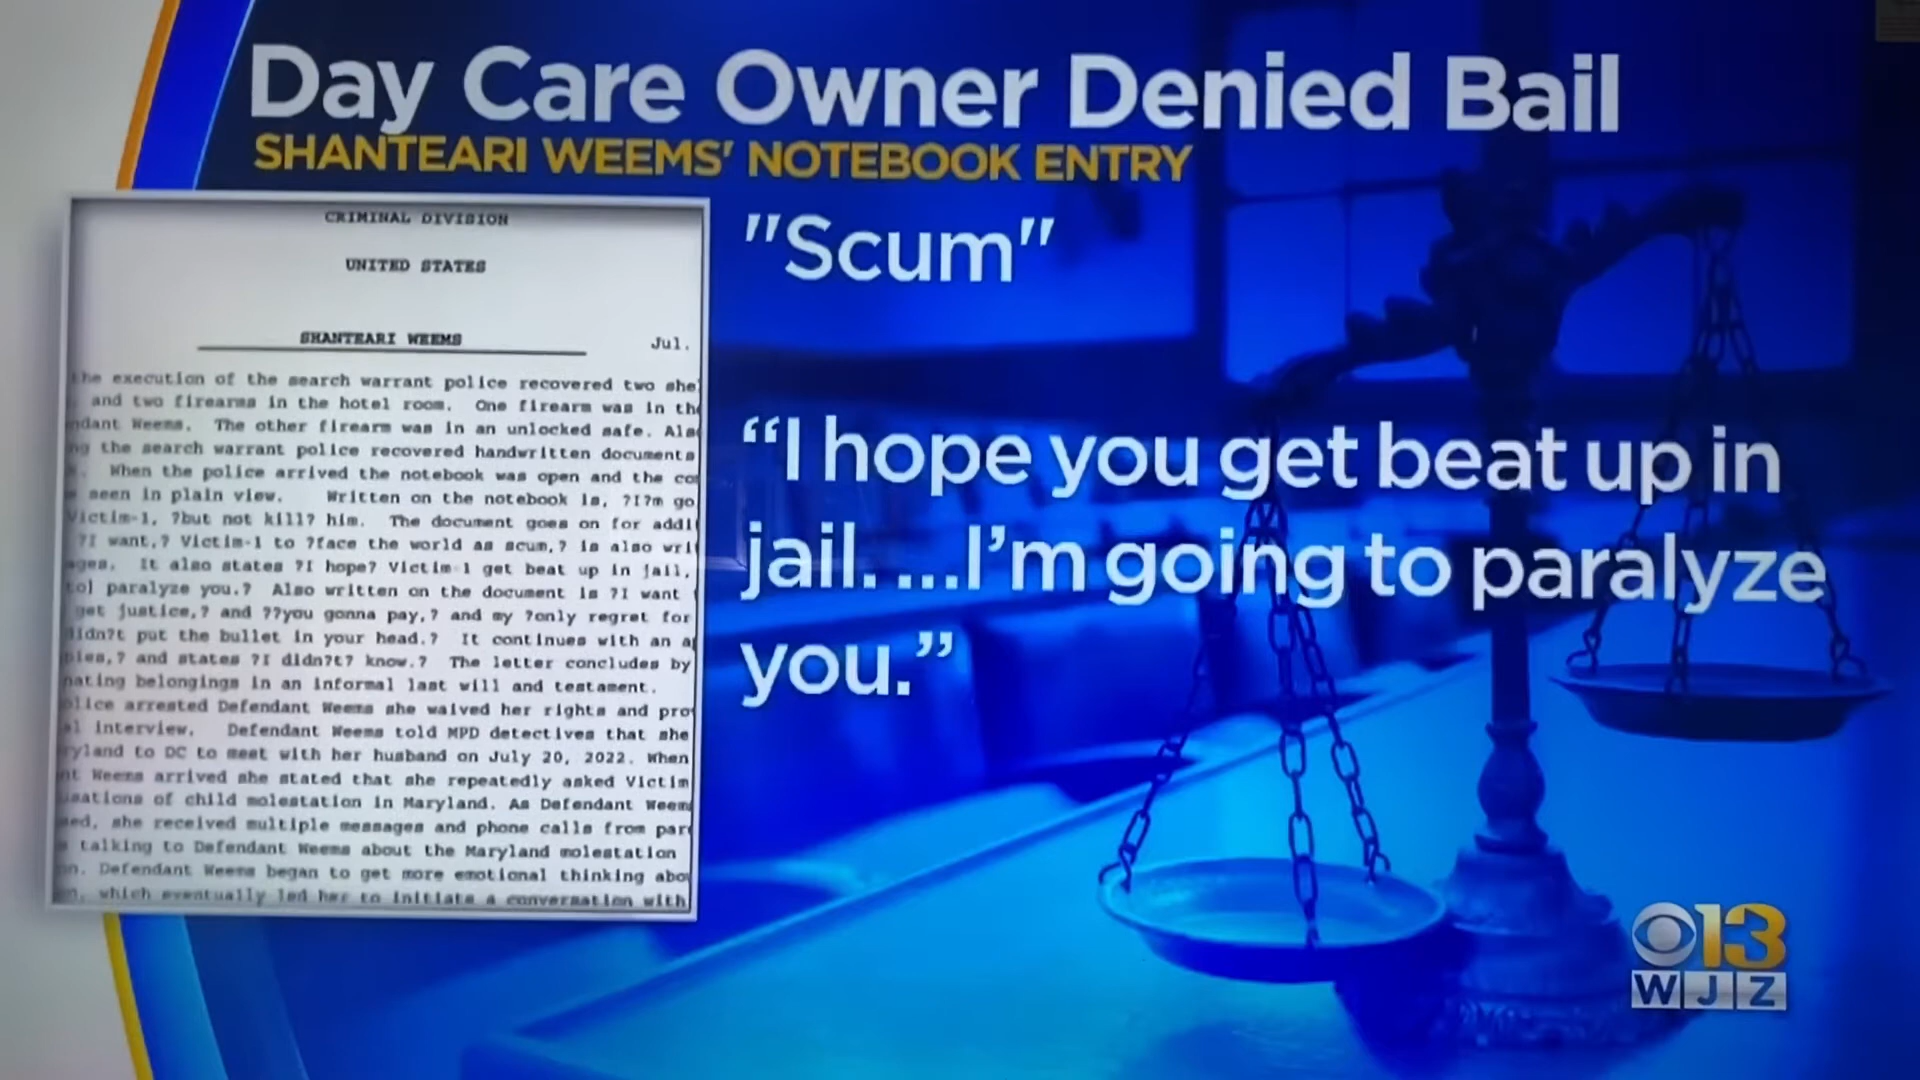 Day Care Owner Denied Bail
SHANTEARI WEEMS' NOTEBOOK ENTRY
CRIMINAL DIVISION
UNITED STATES
SHANTEARI WEEMS
Jul.
the execution of the search warrant police recovered two
and two firearms in the hotel room. One firearm was in the
Weems. The other firearm was in an unlocked safe.
the search warrant police recovered handwritten documents
When the police arrived the notebook was open and the
seen in plain view. Written on the notebook is, ?I?m
Victim-1, ?but not kill? him. The document goes on for
?I want,? Victim-1 to ?face the world as scum,? is also
It also states ?I hope? Victim 1 get beat up in jail,
to] paralyze you.? Also written on the document is ?I want
get justice,? and ??you gonna pay,? and my ?only regret for
put the bullet in your head.? It continues with an
and states ?I didn?t? know.? The letter concludes by
belongings in an informal last will and testament.
arrested Defendant Weems she waived her rights and
interview. Defendant Weems told MPD detectives that she
to DC to meet with her husband on July 20, 2022. When
Weems arrived she stated that she repeatedly asked Victim
of child molestation in Maryland. As Defendant
she received multiple messages and phone calls from
talking to Defendant Weems about the Maryland molestation
Defendant Weems began to get more emotional thinking
which eventually led her to initiate a conversation with
"Scum"
“I hope you get beat up in
jail. ...I’m going to paralyze
you.”
13
WJZ